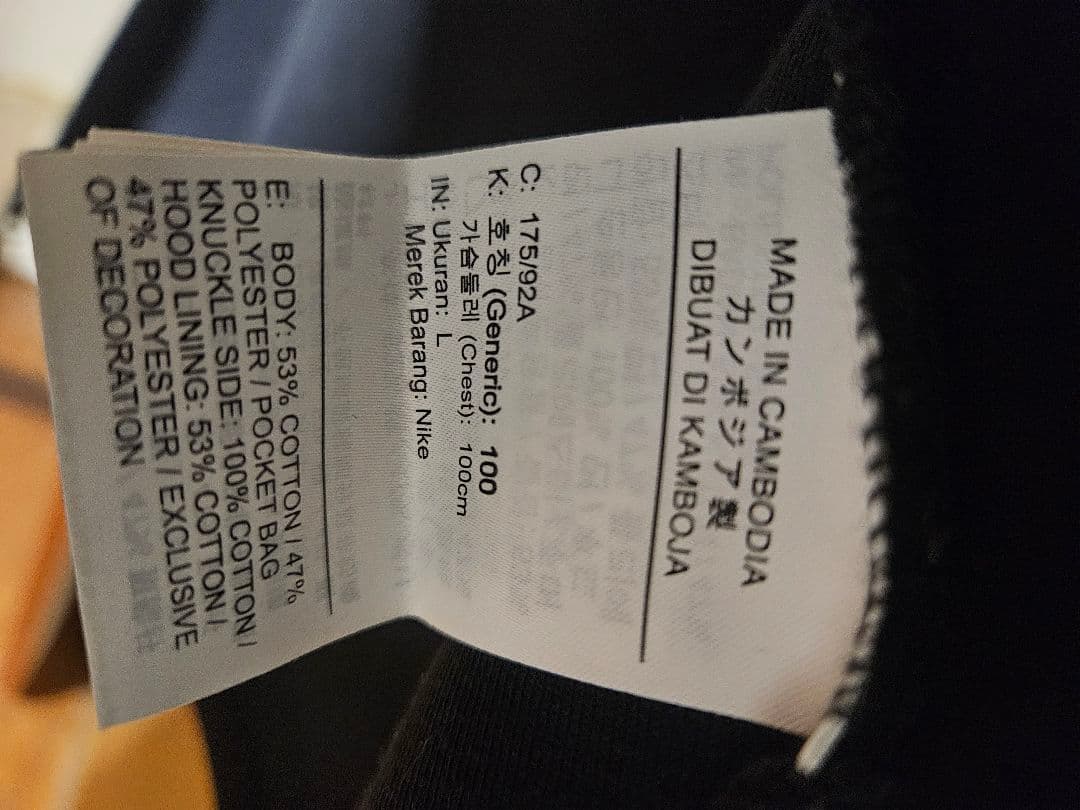 MADE IN CAMBODIA
カンボジア製
DIBUAT DI KAMBOJA
C: 175/92A
K: 호칭 (Generic): 100
가슴둘레 (Chest): 100cm
IN: Ukuran: L
Merek Barang: Nike
E: BODY: 53% COTTON / 47%
POLYESTER / POCKET BAG
KNUCKLE SIDE: 100% COTTON /
HOOD LINING: 53% COTTON /
47% POLYESTER / EXCLUSIVE
OF DECORATION